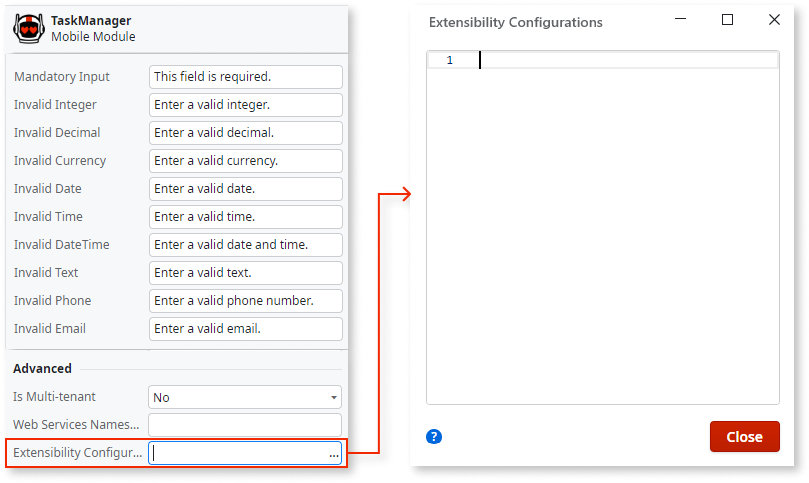 TaskManager
Mobile Module
Mandatory Input This field is required.
Invalid Integer Enter a valid integer.
Invalid Decimal Enter a valid decimal.
Invalid Currency Enter a valid currency.
Invalid Date Enter a valid date.
Invalid Time Enter a valid time.
Invalid DateTime Enter a valid date and time.
Invalid Text Enter a valid text.
Invalid Phone Enter a valid phone number.
Invalid Email Enter a valid email.
Advanced
Is Multi-tenant No
Web Services Names...
Extensibility Configur... ...
Extensibility Configurations
1
?
Close